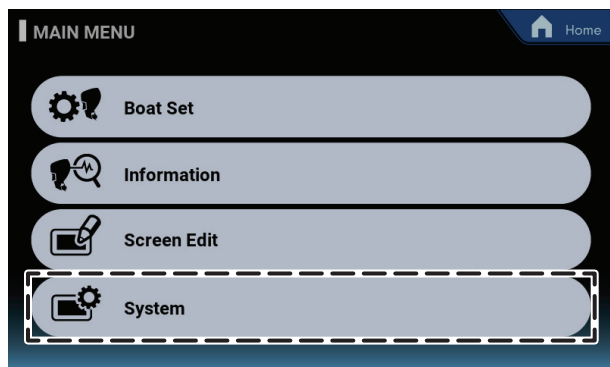 MAIN MENU
Home
Boat Set
Information
Screen Edit
System